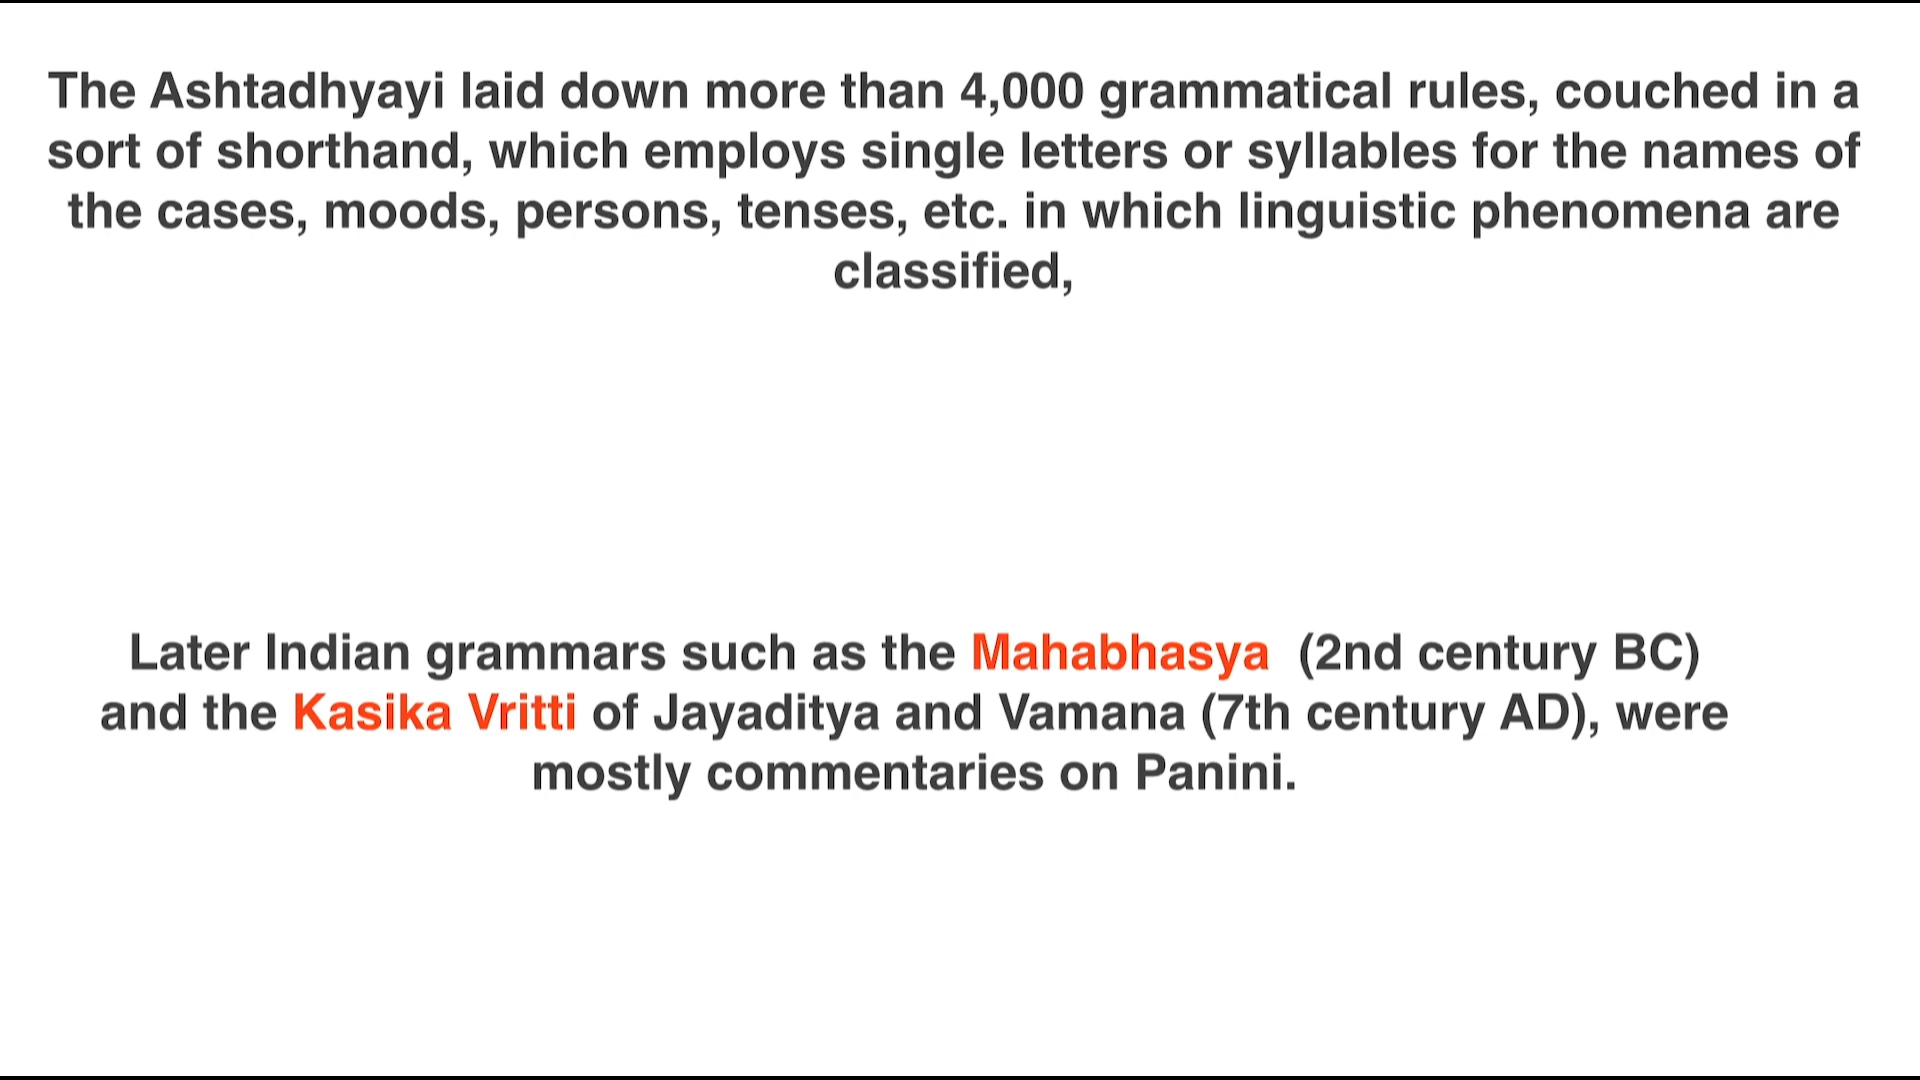 The Ashtadhyayi laid down more than 4,000 grammatical rules, couched in a
sort of shorthand, which employs single letters or syllables for the names of
the cases, moods, persons, tenses, etc. in which linguistic phenomena are
classified,
Later Indian grammars such as the Mahabhasya (2nd century BC)
and the Kasika Vritti of Jayaditya and Vamana (7th century AD), were
mostly commentaries on Panini.